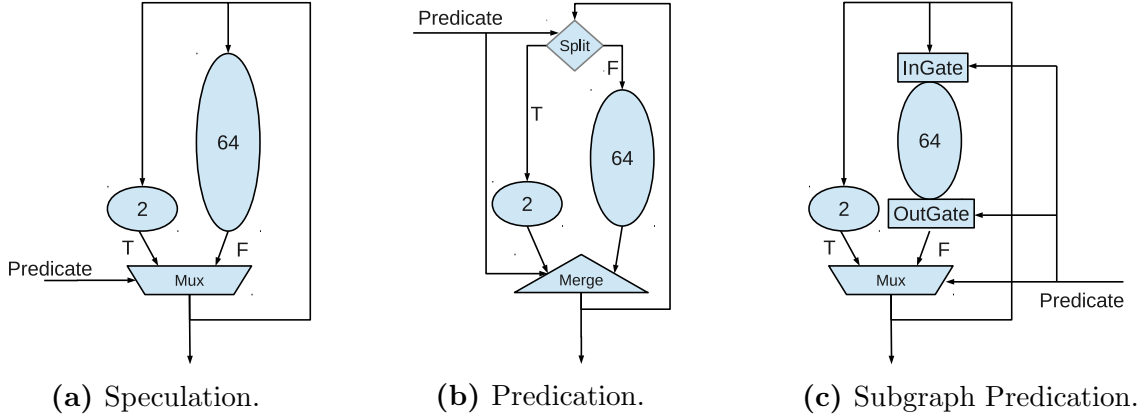 64
2
T
F
Predicate
Mux
(a) Speculation.
Predicate
Split
F
T
64
2
Merge
(b) Predication.
InGate
64
2
OutGate
T
F
Mux
Predicate
(c) Subgraph Predication.